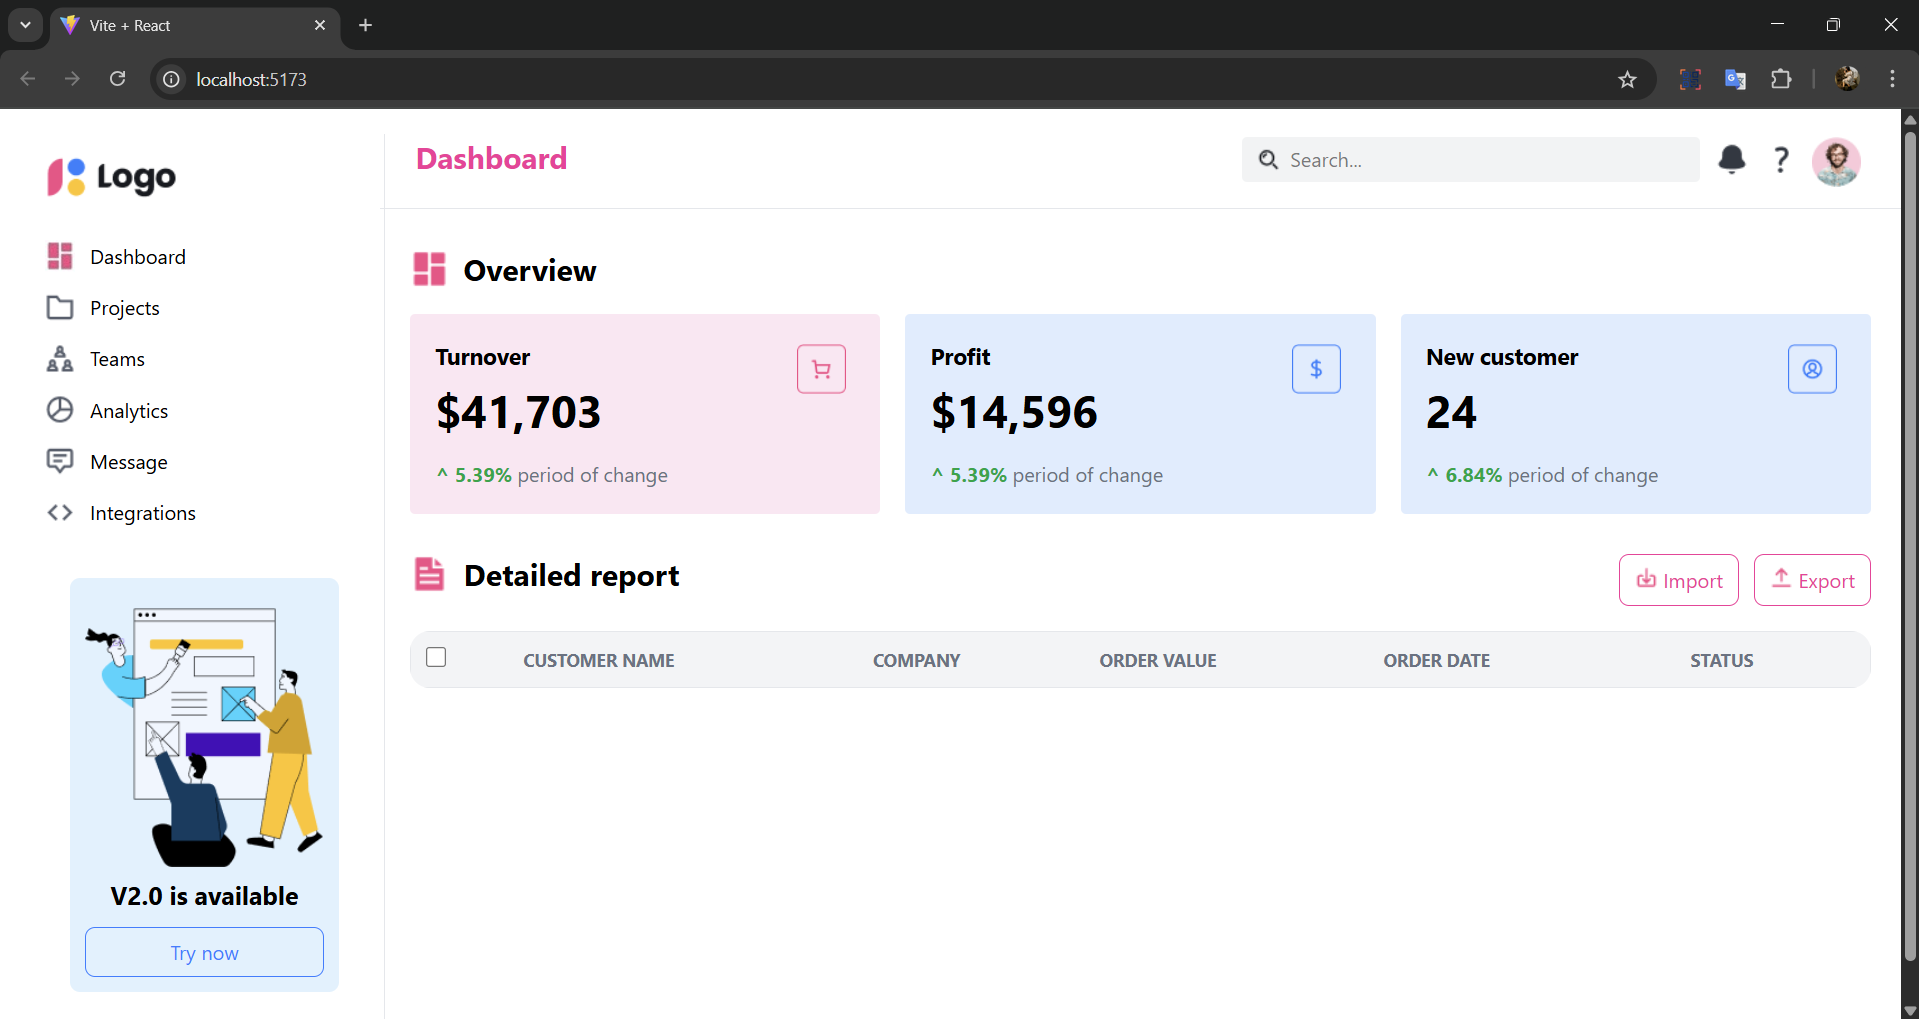 Vite + React
localhost:5173
Logo
Dashboard
Projects
Teams
Analytics
Message
Integrations
V2.0 is available
Try now
Dashboard
Search...
Overview
Turnover
$41,703
^ 5.39% period of change
Profit
$
$14,596
^ 5.39% period of change
New customer
24
^ 6.84% period of change
Detailed report
Import
Export
CUSTOMER NAME COMPANY ORDER VALUE ORDER DATE STATUS